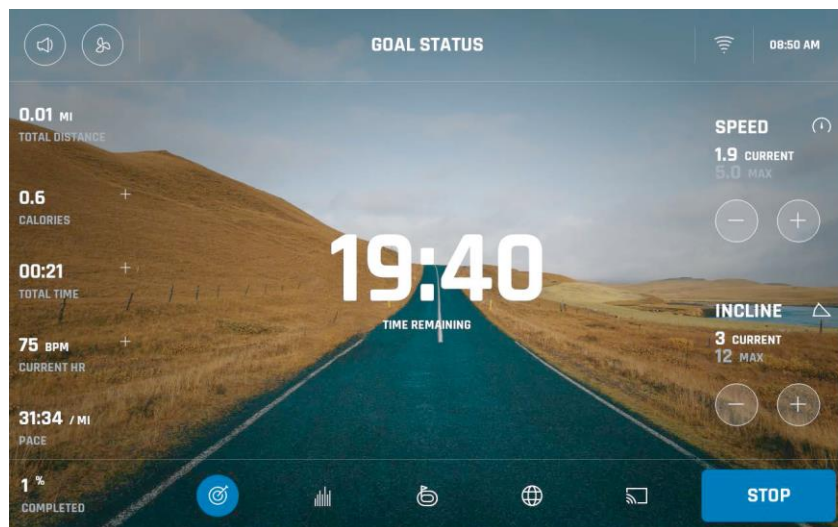 GOAL STATUS
08:50 AM
0.01 MI
TOTAL DISTANCE
0.6
CALORIES
00:21
TOTAL TIME
75 BPM
CURRENT HR
31:34 / MI
PACE
1 %
COMPLETED
19:40
TIME REMAINING
SPEED
1.9 CURRENT
5.0 MAX
INCLINE
3 CURRENT
12 MAX
STOP